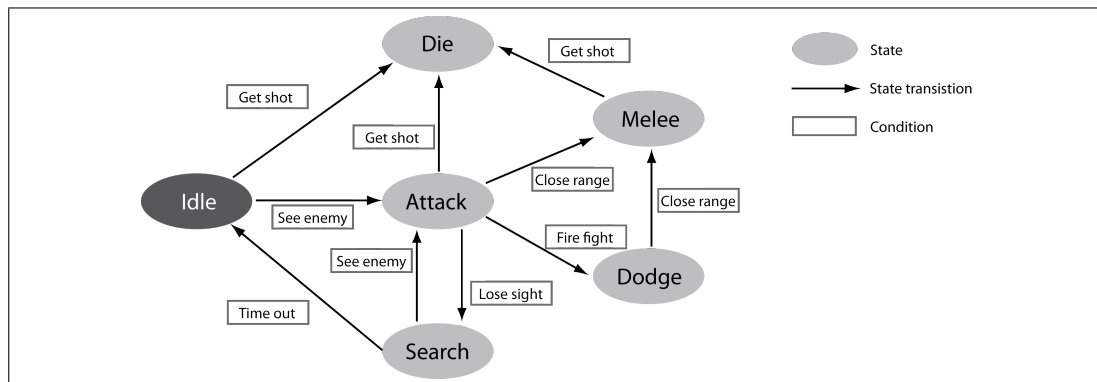 Die
Get shot
State
Get shot
State transistion
Melee
Condition
Get shot
Close range
Idle
Attack
Close range
See enemy
Fire fight
See enemy
Dodge
Lose sight
Time out
Search